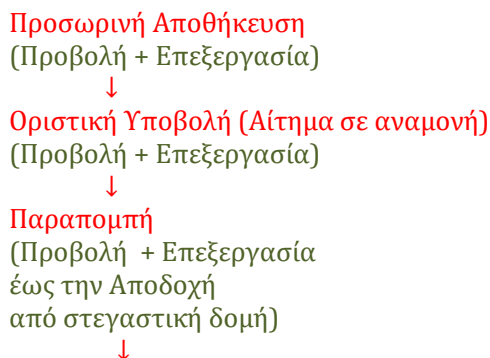 Προσωρινή Αποθήκευση
(Προβολή + Επεξεργασία)
↓
Οριστική Υποβολή (Αίτημα σε αναμονή)
(Προβολή + Επεξεργασία)
↓
Παραπομπή
(Προβολή + Επεξεργασία
έως την Αποδοχή
από στεγαστική δομή)
↓